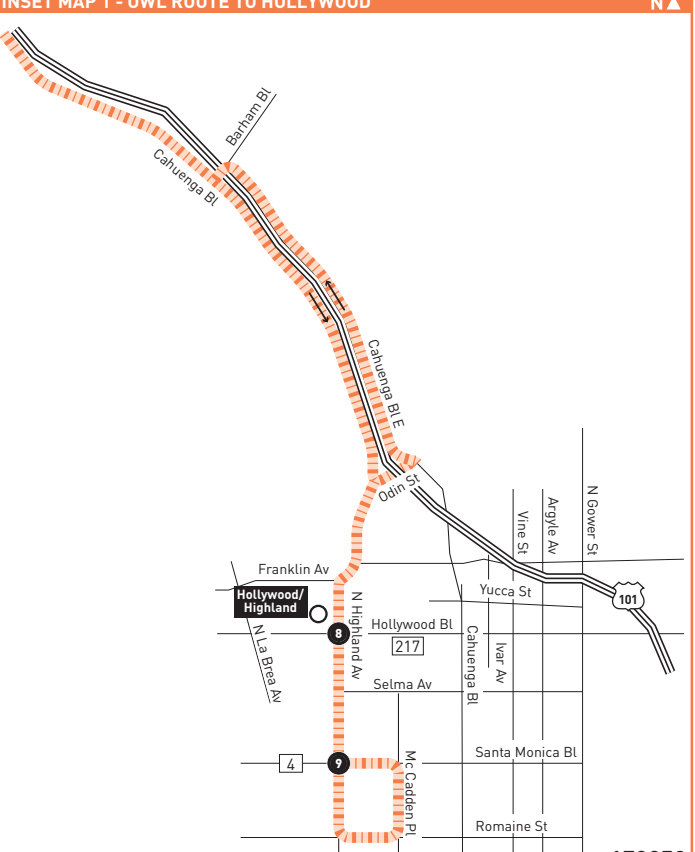 INSET MAP 1 - OWL ROUTE TO HOLLYWOOD
N
Barham Bl
Cahuenga Bl
Cahuenga Bl E
Odin St
N Gower St
Argyle Av
Vine St
Franklin Av
Yucca St
101
Hollywood/
Highland
N Highland Av
8
Hollywood Bl
217
N La Brea Av
Cahuenga Bl
Ivar Av
Selma Av
4
9
Mc Cadden Pl
Santa Monica Bl
Romaine St